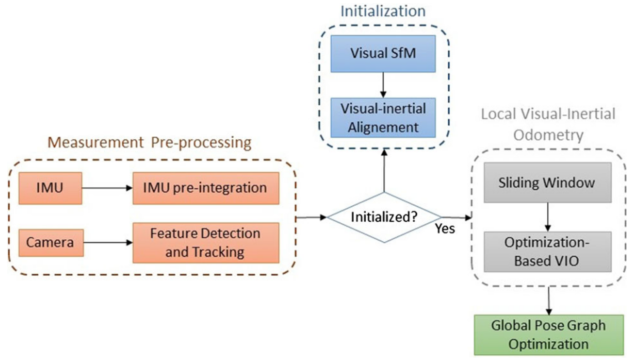 Initialization
Visual SfM
Visual-inertial
Alignement
Measurement Pre-processing
IMU
IMU pre-integration
Camera
Feature Detection
and Tracking
Initialized?
Yes
Local Visual-Inertial
Odometry
Sliding Window
Optimization-
Based VIO
Global Pose Graph
Optimization